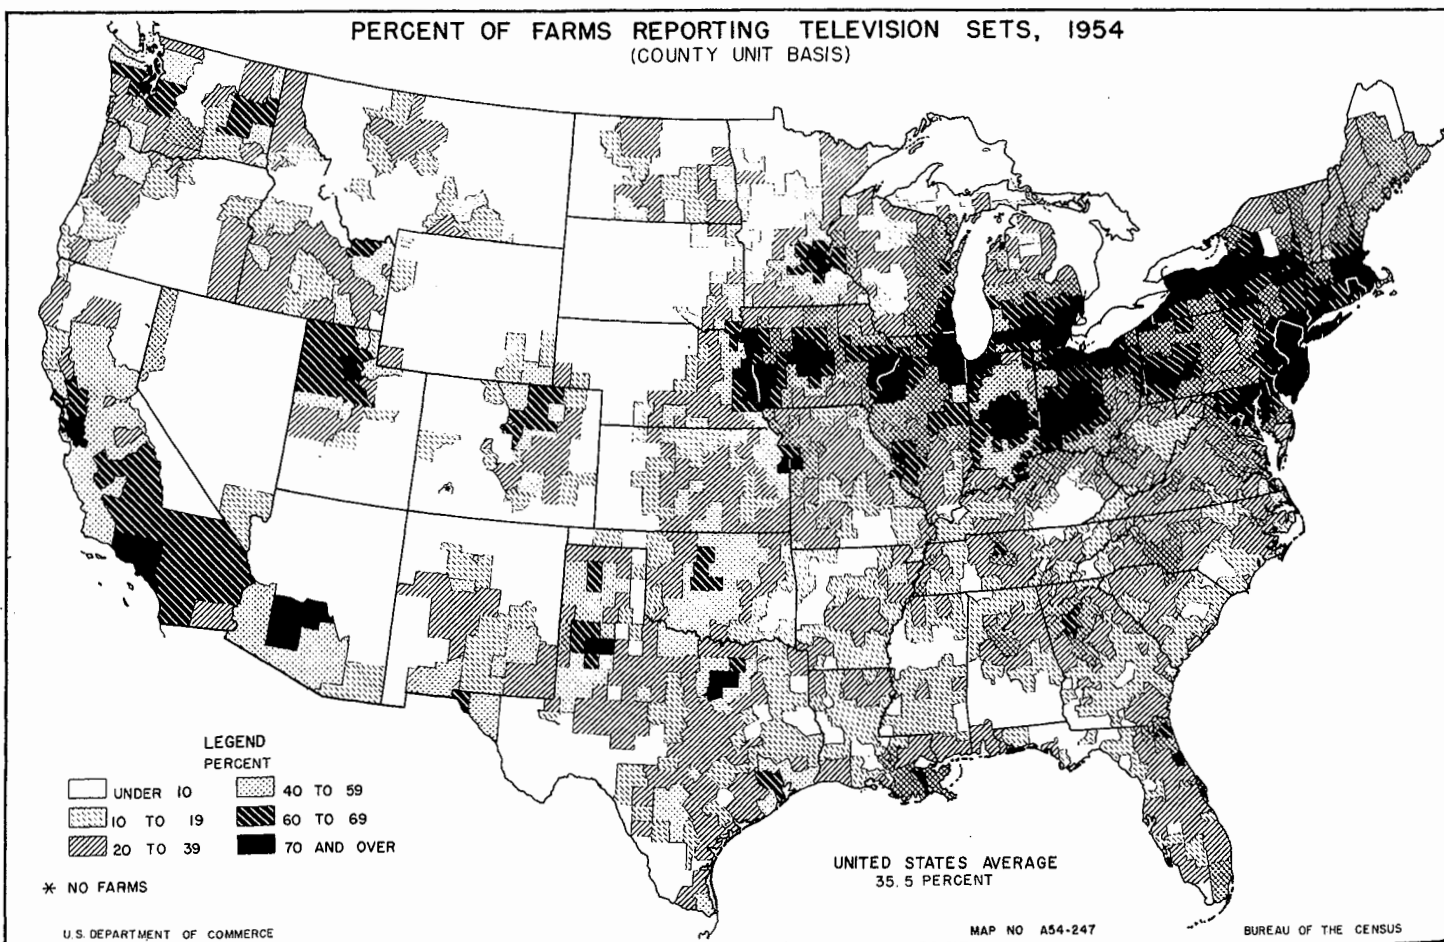 PERCENT OF FARMS REPORTING TELEVISION SETS, 1954
(COUNTY UNIT BASIS)
LEGEND
PERCENT
UNDER 10
10 TO 19
20 TO 39
40 TO 59
60 TO 69
70 AND OVER
* NO FARMS
UNITED STATES AVERAGE
35.5 PERCENT
U.S. DEPARTMENT OF COMMERCE
MAP NO A54-247
BUREAU OF THE CENSUS